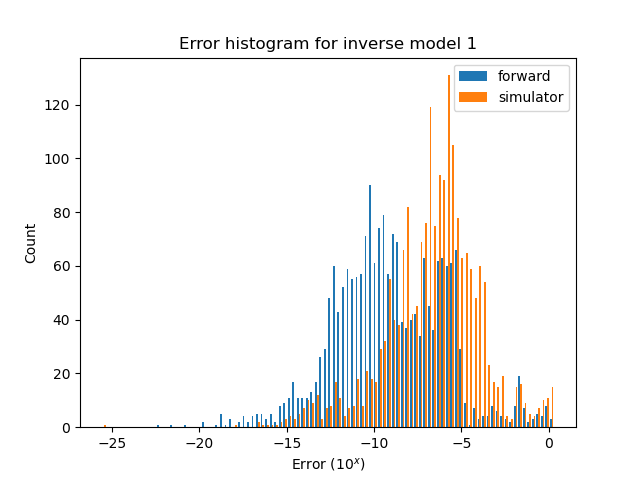 Error histogram for inverse model 1
forward
simulator
Count
120
100
80
60
40
20
0
−25
−20
−15
−10
−5
0
Error (10^x)